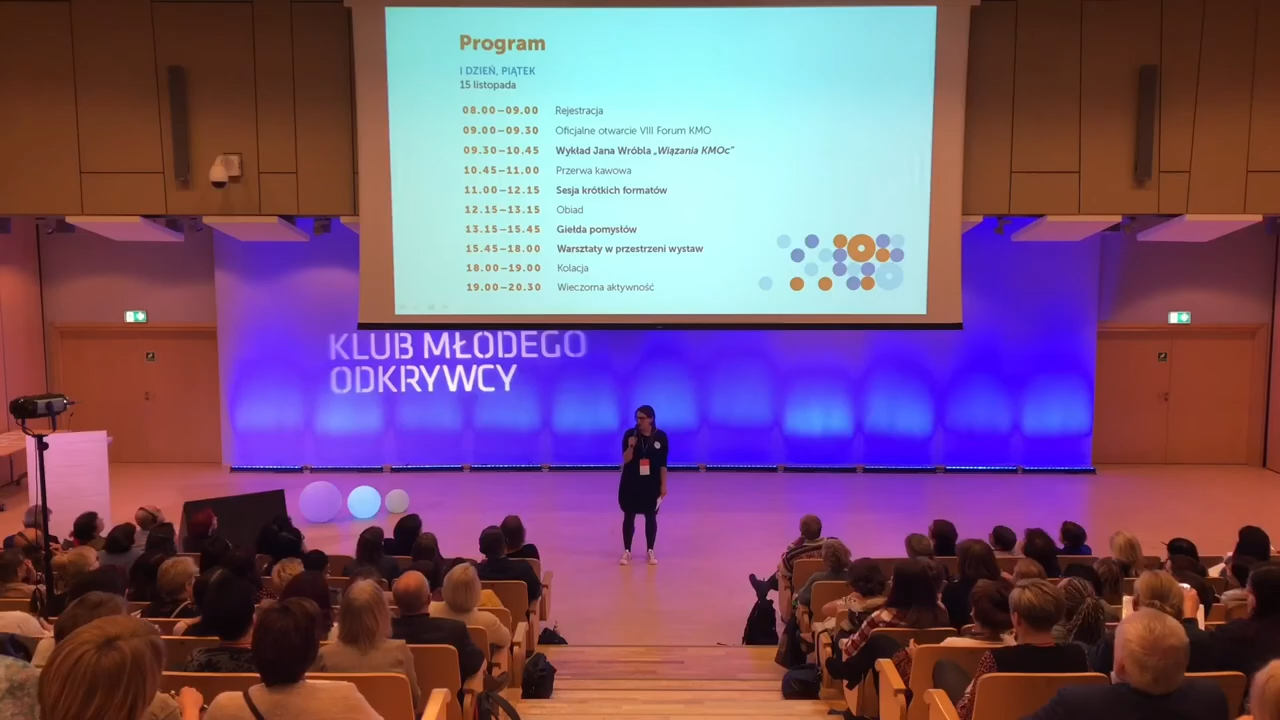 Program
I DZIEŃ, PIĄTEK
15 listopada
08.00–09.00 Rejestracja
09.00–09.30 Oficjalne otwarcie VIII Forum KMO
09.30–10.45 Wykład Jana Wróbla „Wiązania KMOc”
10.45–11.00 Przerwa kawowa
11.00–12.15 Sesja krótkich formatów
12.15–13.15 Obiad
13.15–15.45 Giełda pomysłów
15.45–18.00 Warsztaty w przestrzeni wystaw
18.00–19.00 Kolacja
19.00–20.30 Wieczorna aktywność
KLUB MŁODEGO
ODKRYWCY